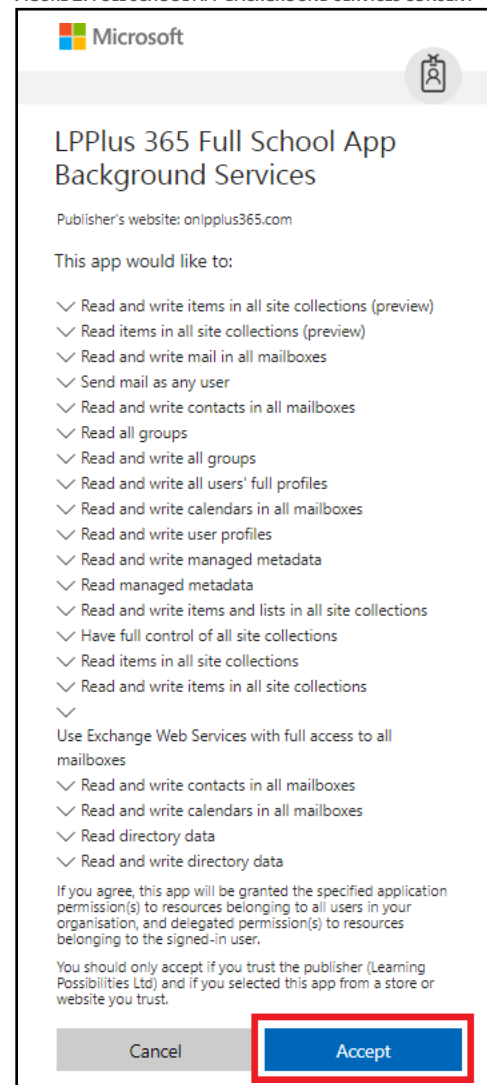 Microsoft
LPPlus 365 Full School App
Background Services
Publisher's website: onlpplus365.com
This app would like to:
Read and write items in all site collections (preview)
Read items in all site collections (preview)
Read and write mail in all mailboxes
Send mail as any user
Read and write contacts in all mailboxes
Read all groups
Read and write all groups
Read and write all users' full profiles
Read and write calendars in all mailboxes
Read and write user profiles
Read and write managed metadata
Read managed metadata
Read and write items and lists in all site collections
Have full control of all site collections
Read items in all site collections
Read and write items in all site collections
Use Exchange Web Services with full access to all
mailboxes
Read and write contacts in all mailboxes
Read and write calendars in all mailboxes
Read directory data
Read and write directory data
If you agree, this app will be granted the specified application
permission(s) to resources belonging to all users in your
organisation, and delegated permission(s) to resources
belonging to the signed-in user.
You should only accept if you trust the publisher (Learning
Possibilities Ltd) and if you selected this app from a store or
website you trust.
Cancel
Accept